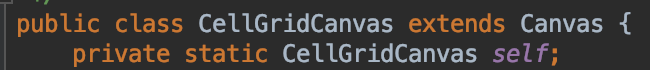 public class CellGridCanvas extends Canvas {
private static CellGridCanvas self;